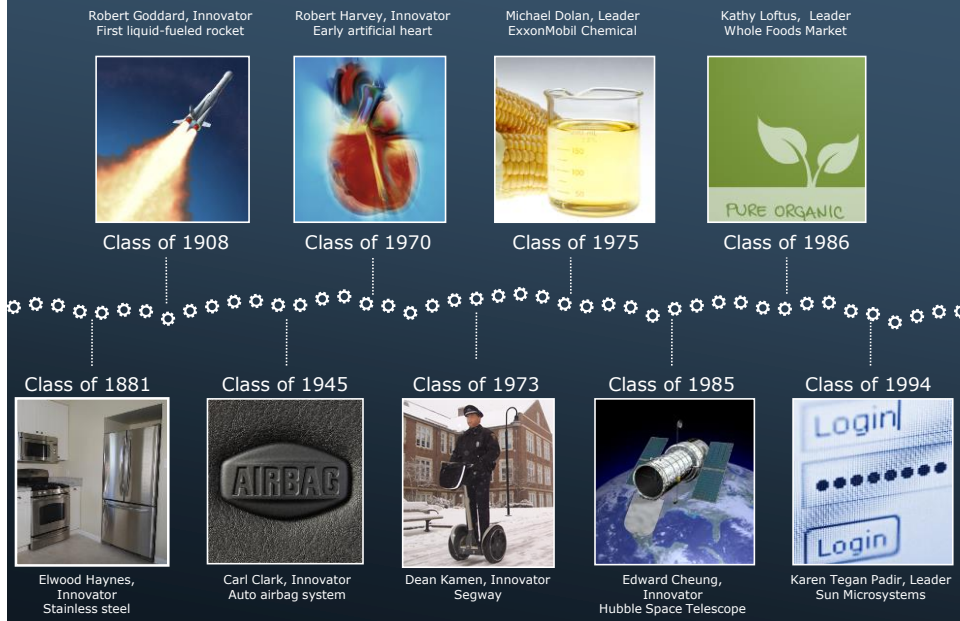 Robert Goddard, Innovator
First liquid-fueled rocket
Robert Harvey, Innovator
Early artificial heart
Michael Dolan, Leader
ExxonMobil Chemical
Kathy Loftus,  Leader
Whole Foods Market
150
100
50
PURE ORGANIC
Class of 1908
Class of 1970
Class of 1975
Class of 1986
Class of 1881
Class of 1945
Class of 1973
Class of 1985
Class of 1994
AIRBAG
Login
Login
Elwood Haynes,
Innovator
Stainless steel
Carl Clark, Innovator
Auto airbag system
Dean Kamen, Innovator
Segway
Edward Cheung,
Innovator
Hubble Space Telescope
Karen Tegan Padir, Leader
Sun Microsystems